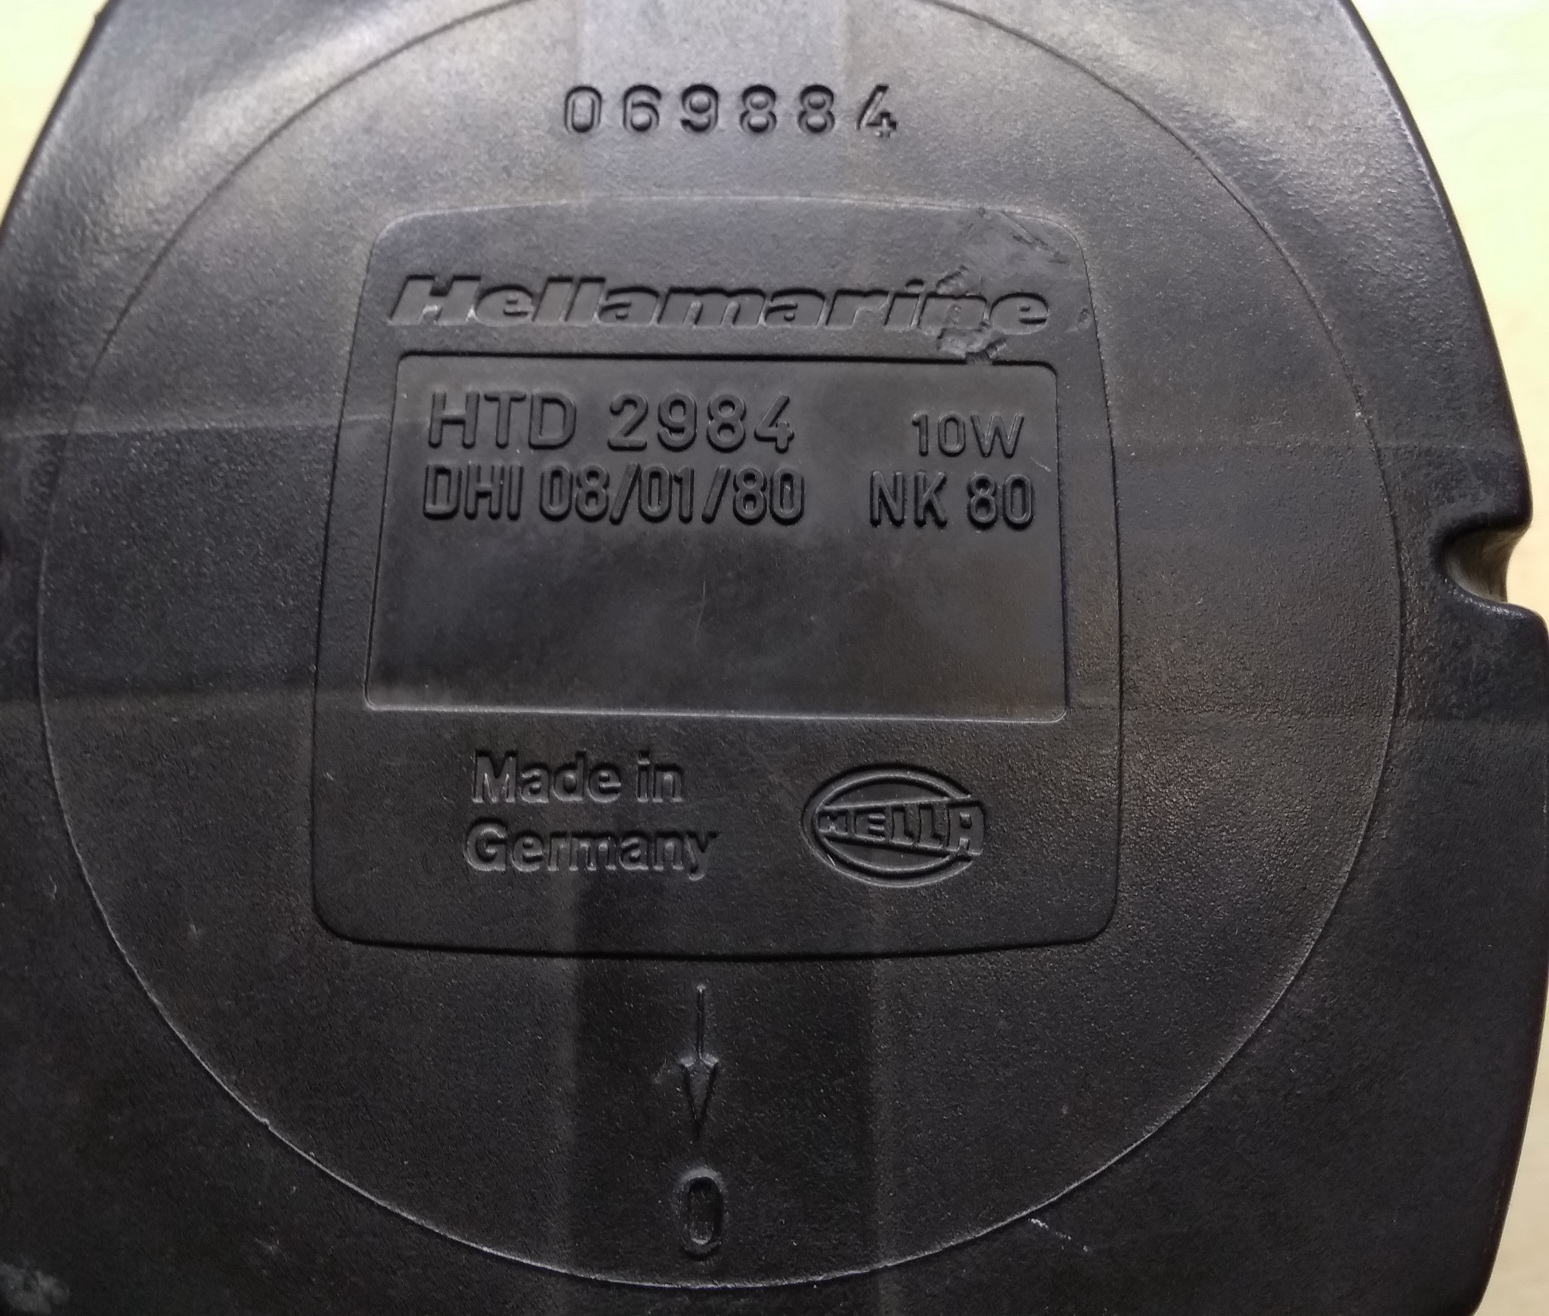 069884
Hellamarine
HTD 2984 10W
DHI 08/01/80 NK 80
Made in
Germany
HELLA
0